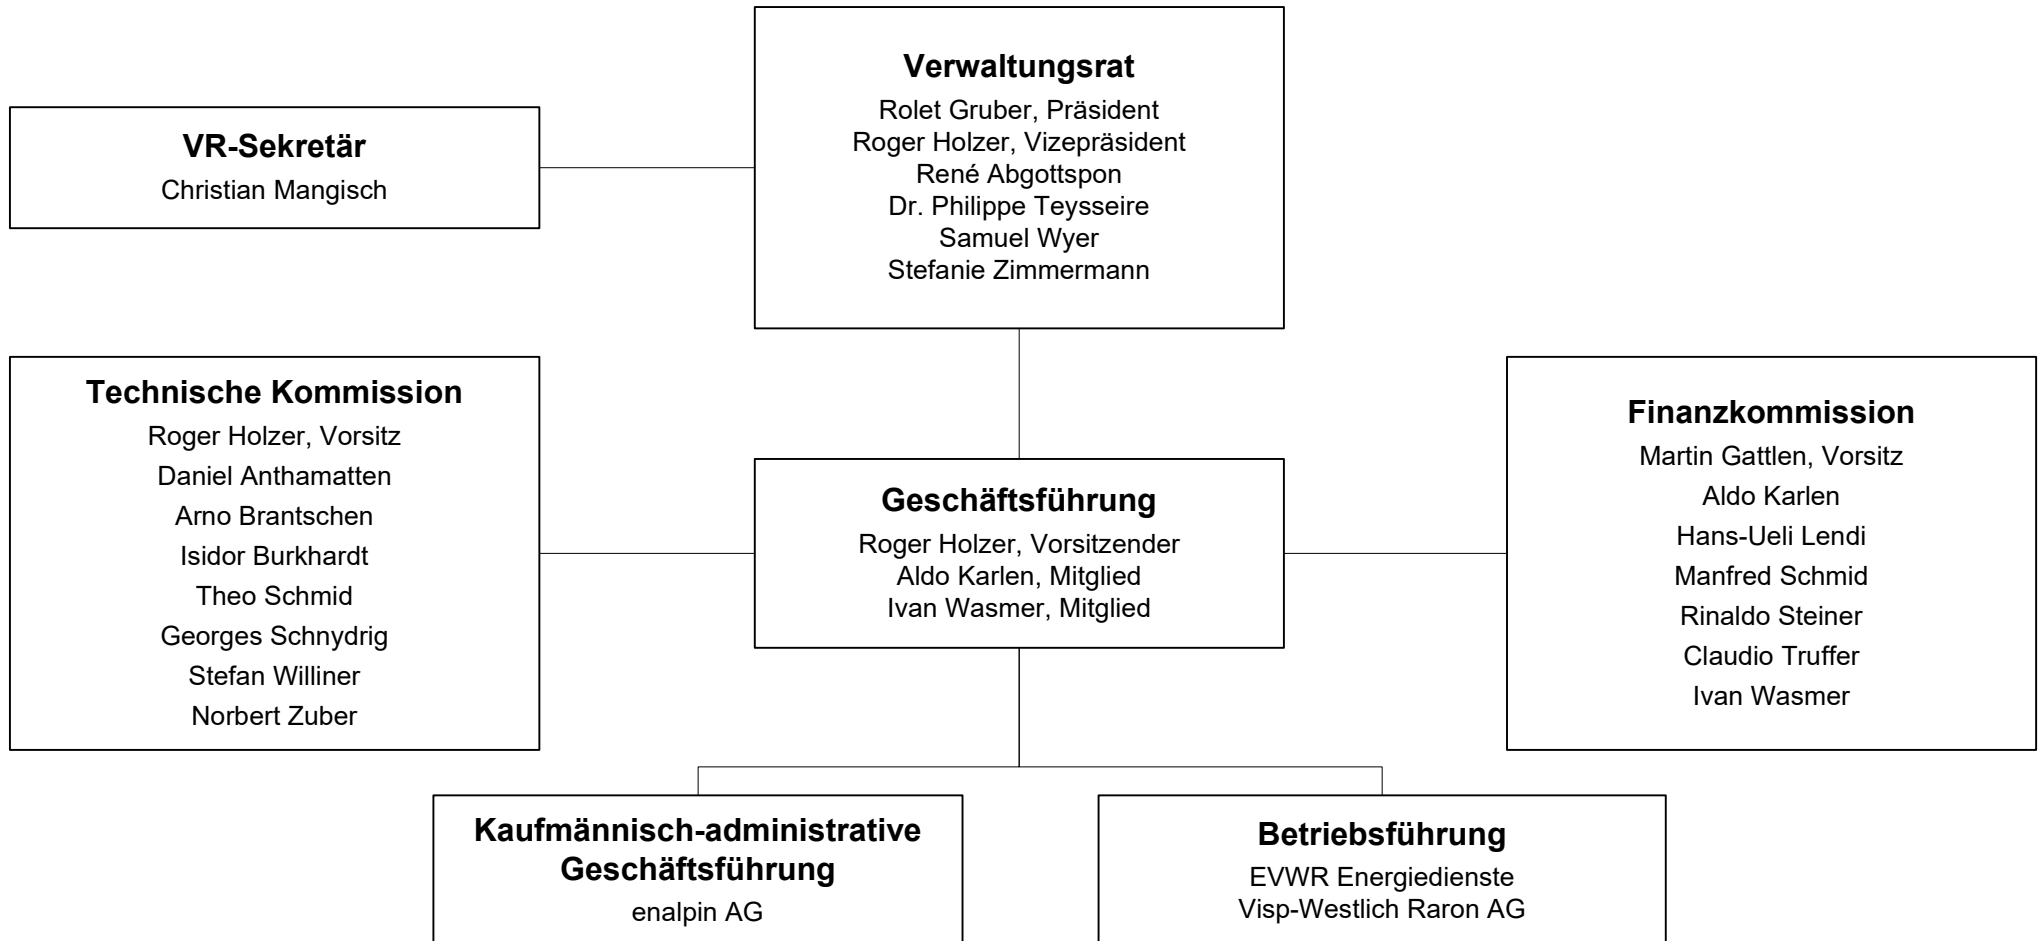 Verwaltungsrat
Rolet Gruber, Präsident
Roger Holzer, Vizepräsident
René Abgottspon
Dr. Philippe Teysseire
Samuel Wyer
Stefanie Zimmermann
VR-Sekretär
Christian Mangisch
Technische Kommission
Roger Holzer, Vorsitz
Daniel Anthamatten
Arno Brantschen
Isidor Burkhardt
Theo Schmid
Georges Schnydrig
Stefan Williner
Norbert Zuber
Geschäftsführung
Roger Holzer, Vorsitzender
Aldo Karlen, Mitglied
Ivan Wasmer, Mitglied
Finanzkommission
Martin Gattlen, Vorsitz
Aldo Karlen
Hans-Ueli Lendi
Manfred Schmid
Rinaldo Steiner
Claudio Truffer
Ivan Wasmer
Kaufmännisch-administrative
Geschäftsführung
enalpin AG
Betriebsführung
EVWR Energiedienste
Visp-Westlich Raron AG